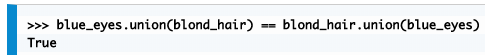 >>> blue_eyes.union(blond_hair) == blond_hair.union(blue_eyes)
True